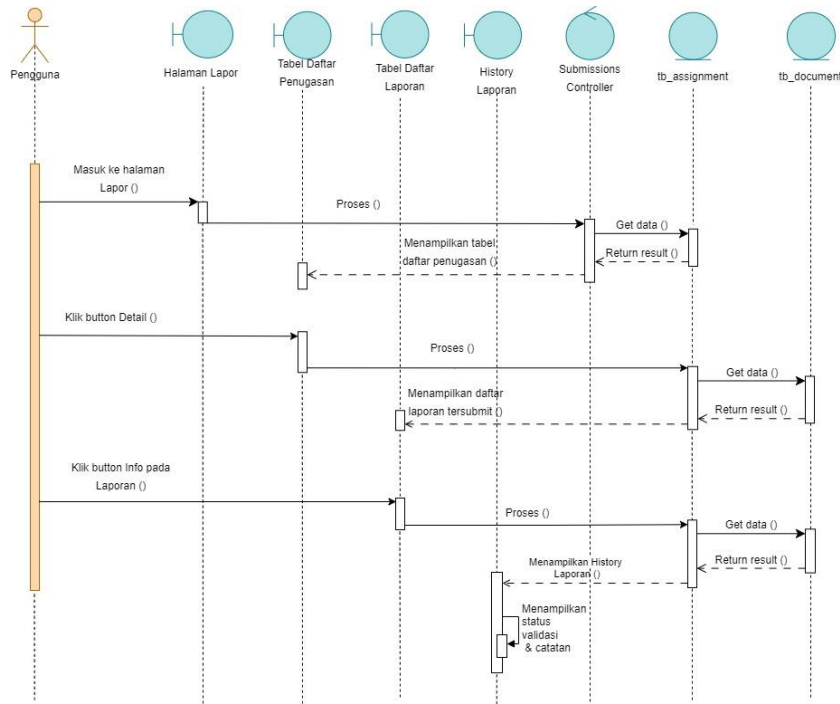 Pengguna
Halaman Lapor
Tabel Daftar
Penugasan
Tabel Daftar
Laporan
History
Laporan
Submissions
Controller
tb_assignment
tb_document
Masuk ke halaman
Lapor ()
Proses ()
Get data ()
Return result ()
Menampilkan tabel
daftar penugasan ()
Klik button Detail ()
Proses ()
Get data ()
Return result ()
Menampilkan daftar
laporan tersubmit ()
Klik button Info pada
Laporan ()
Proses ()
Get data ()
Return result ()
Menampilkan History
Laporan ()
Menampilkan
status
validasi
& catatan